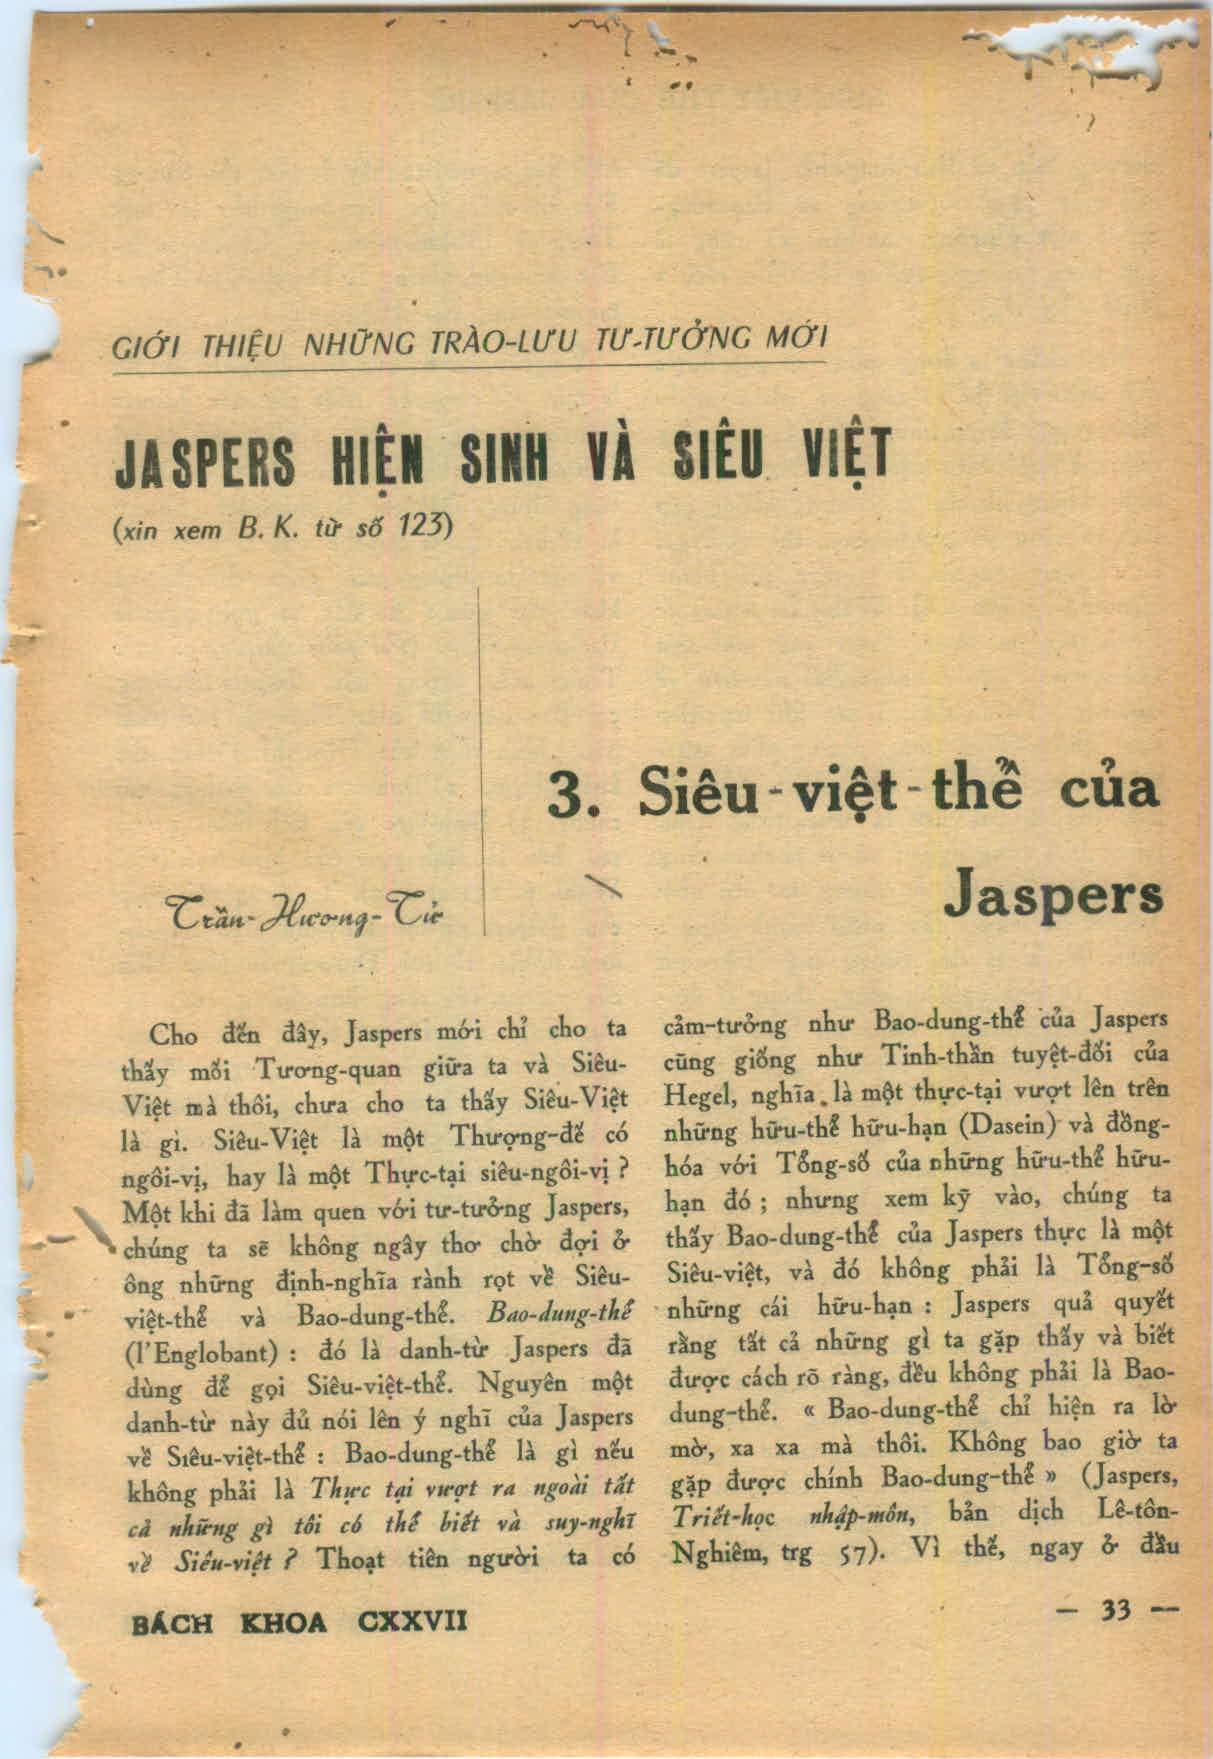 GIỚI THIỆU NHỮNG TRÀO-LƯU TƯ-TƯỞNG MỚI
JASPERS HIỆN SINH VÀ SIÊU VIỆT
(xin xem B. K. từ số 123)
3. Siêu-việt-thể của
Jaspers
Trần-Hương-Tử
Cho đến đây, Jaspers mới chỉ cho ta
thấy mối Tương-quan giữa ta và Siêu-
Việt mà thôi, chưa cho ta thấy Siêu-Việt
là gì. Siêu-Việt là một Thượng-đế có
ngôi-vị, hay là một Thực-tại siêu-ngôi-vị ?
Một khi đã làm quen với tư-tưởng Jaspers,
chúng ta sẽ không ngây thơ chờ đợi ở
ông những định-nghĩa rành rọt về Siêu-
việt-thể và Bao-dung-thể. Bao-dung-thể
(l'Englobant) : đó là danh-từ Jaspers đã
dùng để gọi Siêu-việt-thể. Nguyên một
danh-từ này đủ nói lên ý nghĩ của Jaspers
về Siêu-việt-thể : Bao-dung-thể là gì nếu
không phải là Thực tại vượt ra ngoài tất
cả những gì tôi có thể biết và suy-nghĩ
về Siêu-việt ? Thoạt tiên người ta có
cảm-tưởng như Bao-dung-thể của Jaspers
cũng giống như Tinh-thần tuyệt-đối của
Hegel, nghĩa là một thực-tại vượt lên trên
những hữu-thể hữu-hạn (Dasein) và đồng-
hóa với Tổng-số của những hữu-thể hữu-
hạn đó ; nhưng xem kỹ vào, chúng ta
thấy Bao-dung-thể của Jaspers thực là một
Siêu-việt, và đó không phải là Tổng-số
những cái hữu-hạn : Jaspers quả quyết
rằng tất cả những gì ta gặp thấy và biết
được cách rõ ràng, đều không phải là Bao-
dung-thể. « Bao-dung-thể chỉ hiện ra lờ
mờ, xa xa mà thôi. Không bao giờ ta
gặp được chính Bao-dung-thể » (Jaspers,
Triết-học nhập-môn, bản dịch Lê-tôn-
Nghiêm, trg 57). Vì thế, ngay ở đầu
BÁCH KHOA CXXVII
— 33 —